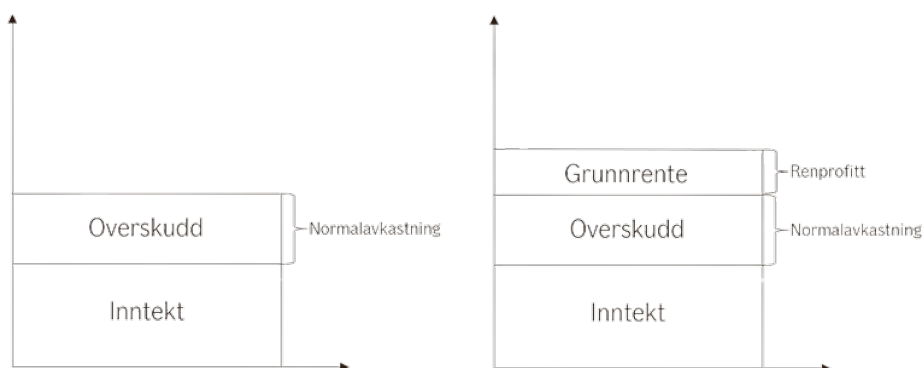 Overskudd
Normalavkastning
Inntekt
Grunnrente
Renprofitt
Overskudd
Normalavkastning
Inntekt